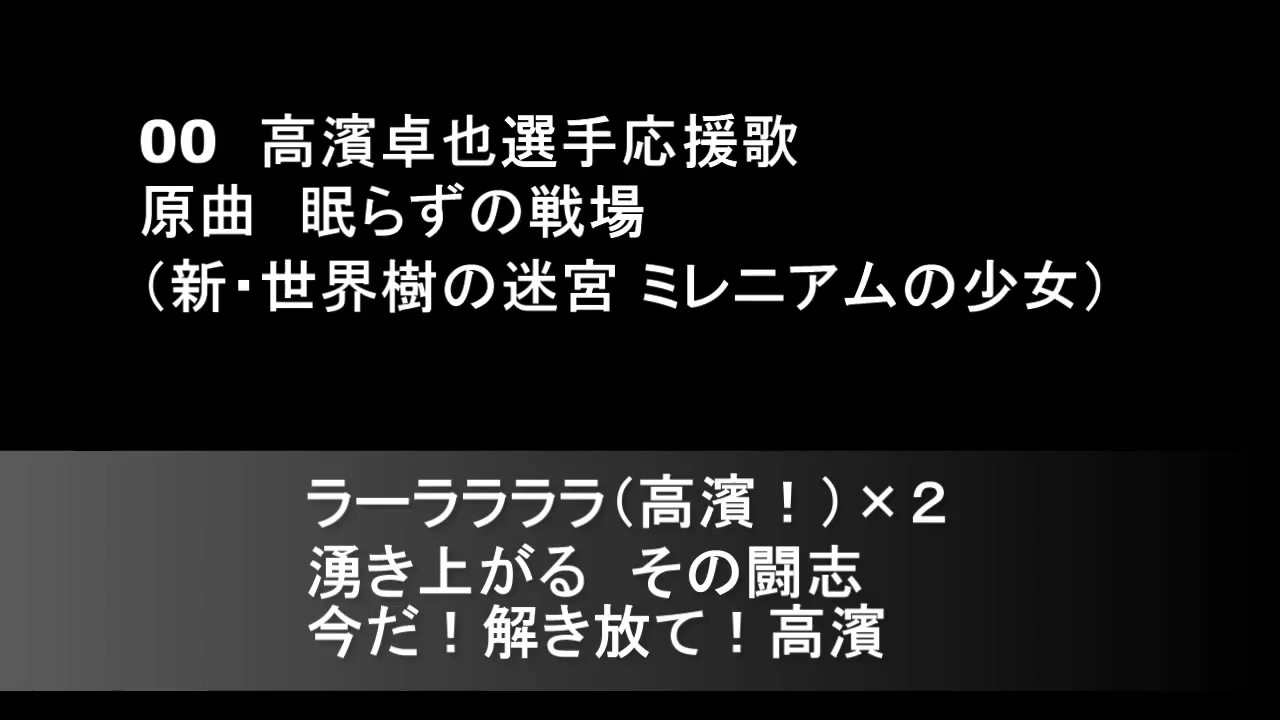 00　高濱卓也選手応援歌
原曲　眠らずの戦場
（新・世界樹の迷宮 ミレニアムの少女）
ラーララララ（高濱！）×２
湧き上がる　その闘志
今だ！解き放て！高濱